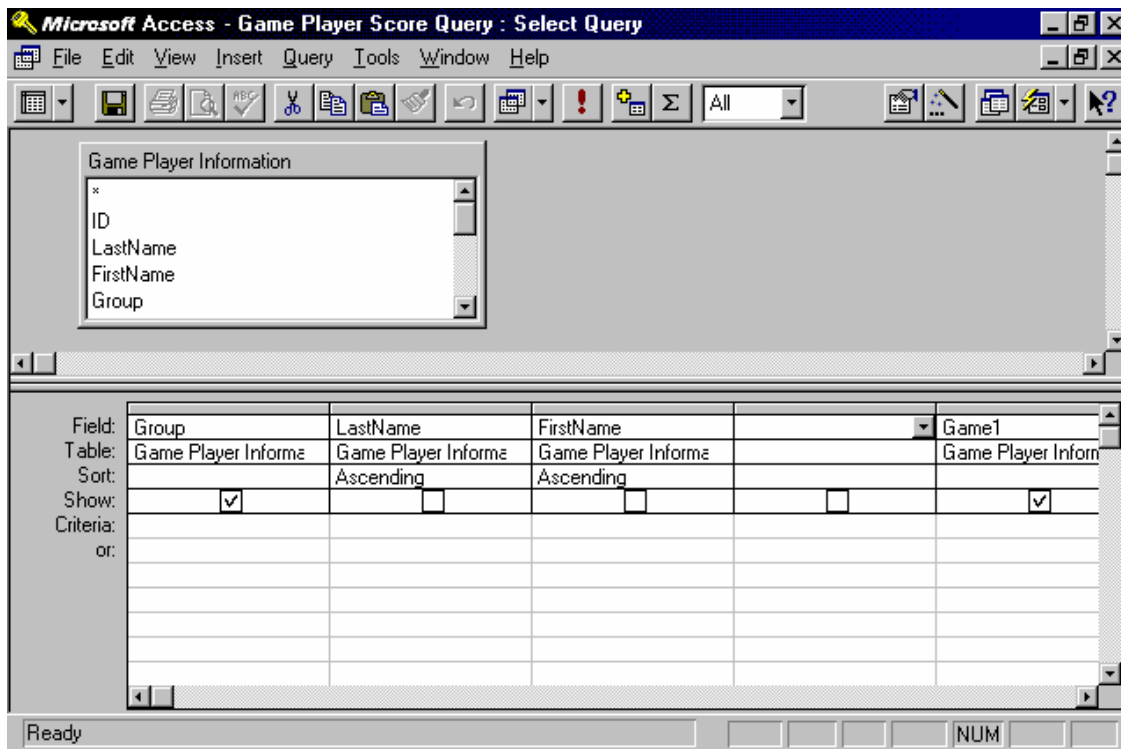 Microsoft Access - Game Player Score Query : Select Query
File Edit View Insert Query Tools Window Help
ABC Σ All
Game Player Information
*
ID
LastName
FirstName
Group
Field: Group LastName FirstName Game1
Table: Game Player Informa Game Player Informa Game Player Informa Game Player Inforn
Sort: Ascending Ascending
Show:
Criteria:
or:
Ready NUM